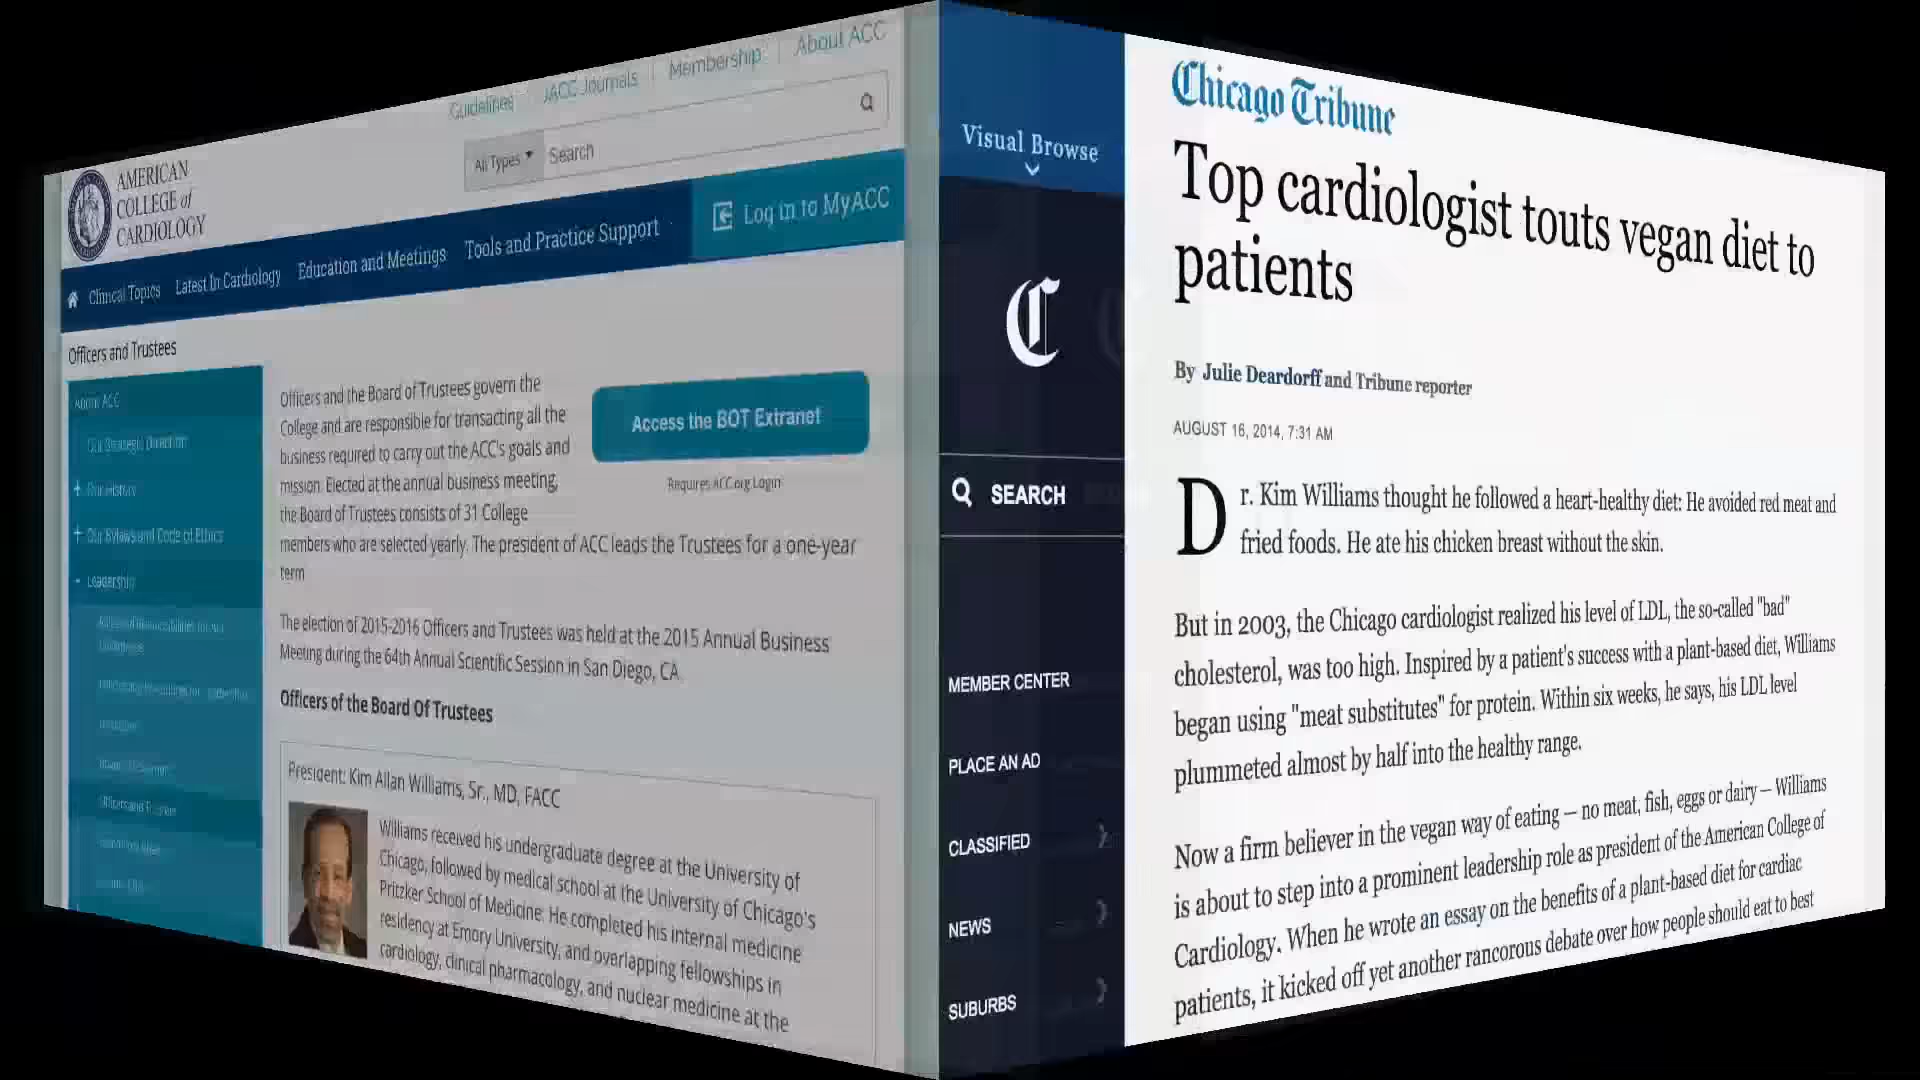 About ACC
Membership
JACC Journals
Guidelines
All Types
Search
AMERICAN
COLLEGE of
CARDIOLOGY
Log in to MyACC
Clinical Topics Latest In Cardiology Education and Meetings Tools and Practice Support
Officers and Trustees
About ACC
Our Strategic Direction
+ Our History
+ Our Bylaws and Code of Ethics
- Leadership
Officers and Trustees
Officers and the Board of Trustees govern the
College and are responsible for transacting all the
business required to carry out the ACC's goals and
mission. Elected at the annual business meeting,
the Board of Trustees consists of 31 College
members who are selected yearly. The president of ACC leads the Trustees for a one-year
term
Access the BOT Extranet
Requires ACC.org Login
The election of 2015-2016 Officers and Trustees was held at the 2015 Annual Business
Meeting during the 64th Annual Scientific Session in San Diego, CA.
Officers of the Board Of Trustees
President: Kim Allan Williams, Sr., MD, FACC
Williams received his undergraduate degree at the University of
Chicago, followed by medical school at the University of Chicago's
Pritzker School of Medicine. He completed his internal medicine
residency at Emory University, and overlapping fellowships in
cardiology, clinical pharmacology, and nuclear medicine at the
Visual Browse
C
SEARCH
MEMBER CENTER
PLACE AN AD
CLASSIFIED
NEWS
SUBURBS
Chicago Tribune
Top cardiologist touts vegan diet to
patients
By Julie Deardorff and Tribune reporter
AUGUST 16, 2014, 7:31 AM
Dr. Kim Williams thought he followed a heart-healthy diet: He avoided red meat and
fried foods. He ate his chicken breast without the skin.
But in 2003, the Chicago cardiologist realized his level of LDL, the so-called "bad"
cholesterol, was too high. Inspired by a patient's success with a plant-based diet, Williams
began using "meat substitutes" for protein. Within six weeks, he says, his LDL level
plummeted almost by half into the healthy range.
Now a firm believer in the vegan way of eating — no meat, fish, eggs or dairy — Williams
is about to step into a prominent leadership role as president of the American College of
Cardiology. When he wrote an essay on the benefits of a plant-based diet for cardiac
patients, it kicked off yet another rancorous debate over how people should eat to best